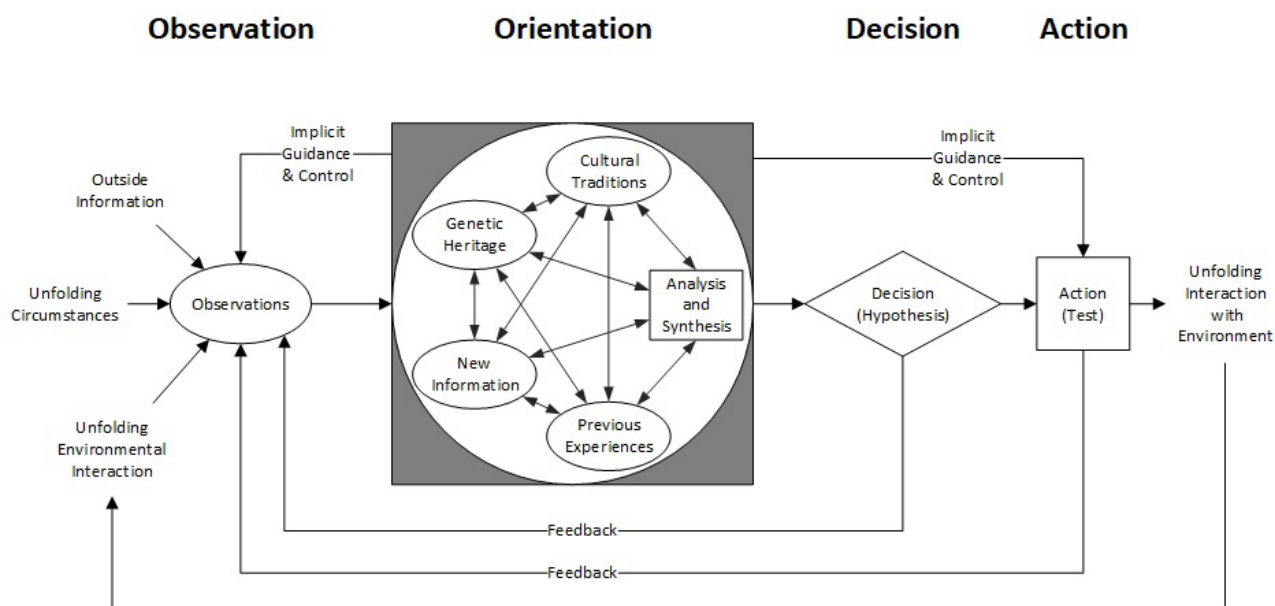 Observation
Orientation
Decision
Action
Implicit
Guidance
& Control
Outside
Information
Unfolding
Circumstances
Unfolding
Environmental
Interaction
Observations
Cultural
Traditions
Genetic
Heritage
Analysis
and
Synthesis
New
Information
Previous
Experiences
Implicit
Guidance
& Control
Decision
(Hypothesis)
Action
(Test)
Unfolding
Interaction
with
Environment
Feedback
Feedback